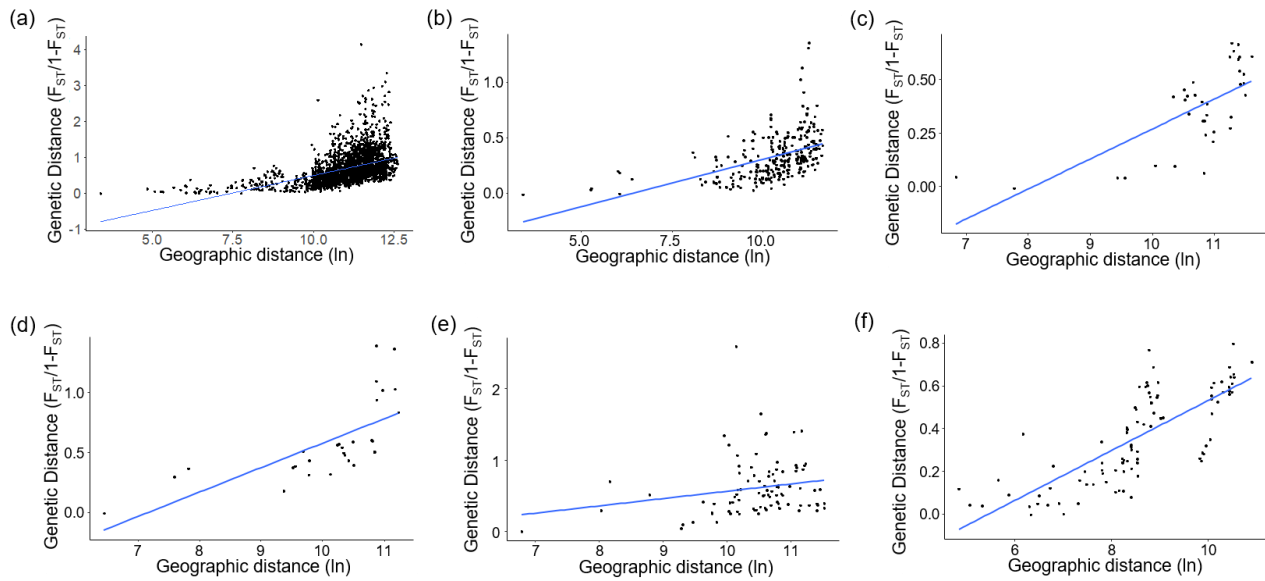 (a)
Genetic Distance (FST/1-FST)
4
3
2
1
0
-1
5.0 7.5 10.0 12.5
Geographic distance (ln)
(b)
Genetic Distance (FST/1-FST)
1.0
0.5
0.0
5.0 7.5 10.0
Geographic distance (ln)
(c)
Genetic Distance (FST/1-FST)
0.50
0.25
0.00
7 8 9 10 11
Geographic distance (ln)
(d)
Genetic Distance (FST/1-FST)
1.0
0.5
0.0
7 8 9 10 11
Geographic distance (ln)
(e)
Genetic Distance (FST/1-FST)
2
1
0
7 8 9 10 11
Geographic distance (ln)
(f)
Genetic Distance (FST/1-FST)
0.8
0.6
0.4
0.2
0.0
6 8 10
Geographic distance (ln)